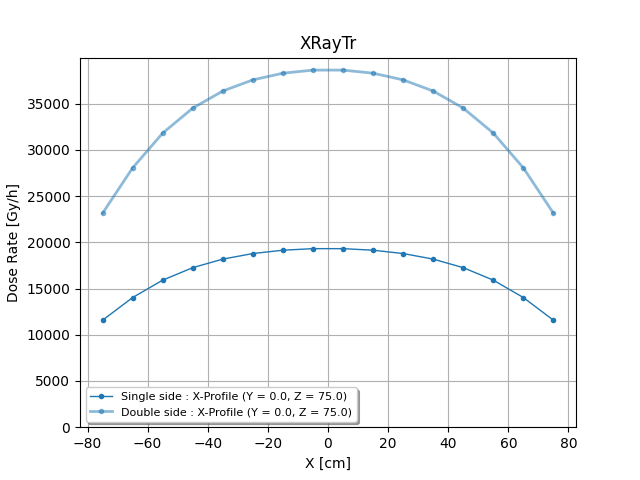 XRayTr
Dose Rate [Gy/h]
35000
30000
25000
20000
15000
10000
5000
0
Single side : X-Profile (Y = 0.0, Z = 75.0)
Double side : X-Profile (Y = 0.0, Z = 75.0)
−80 −60 −40 −20 0 20 40 60 80
X [cm]